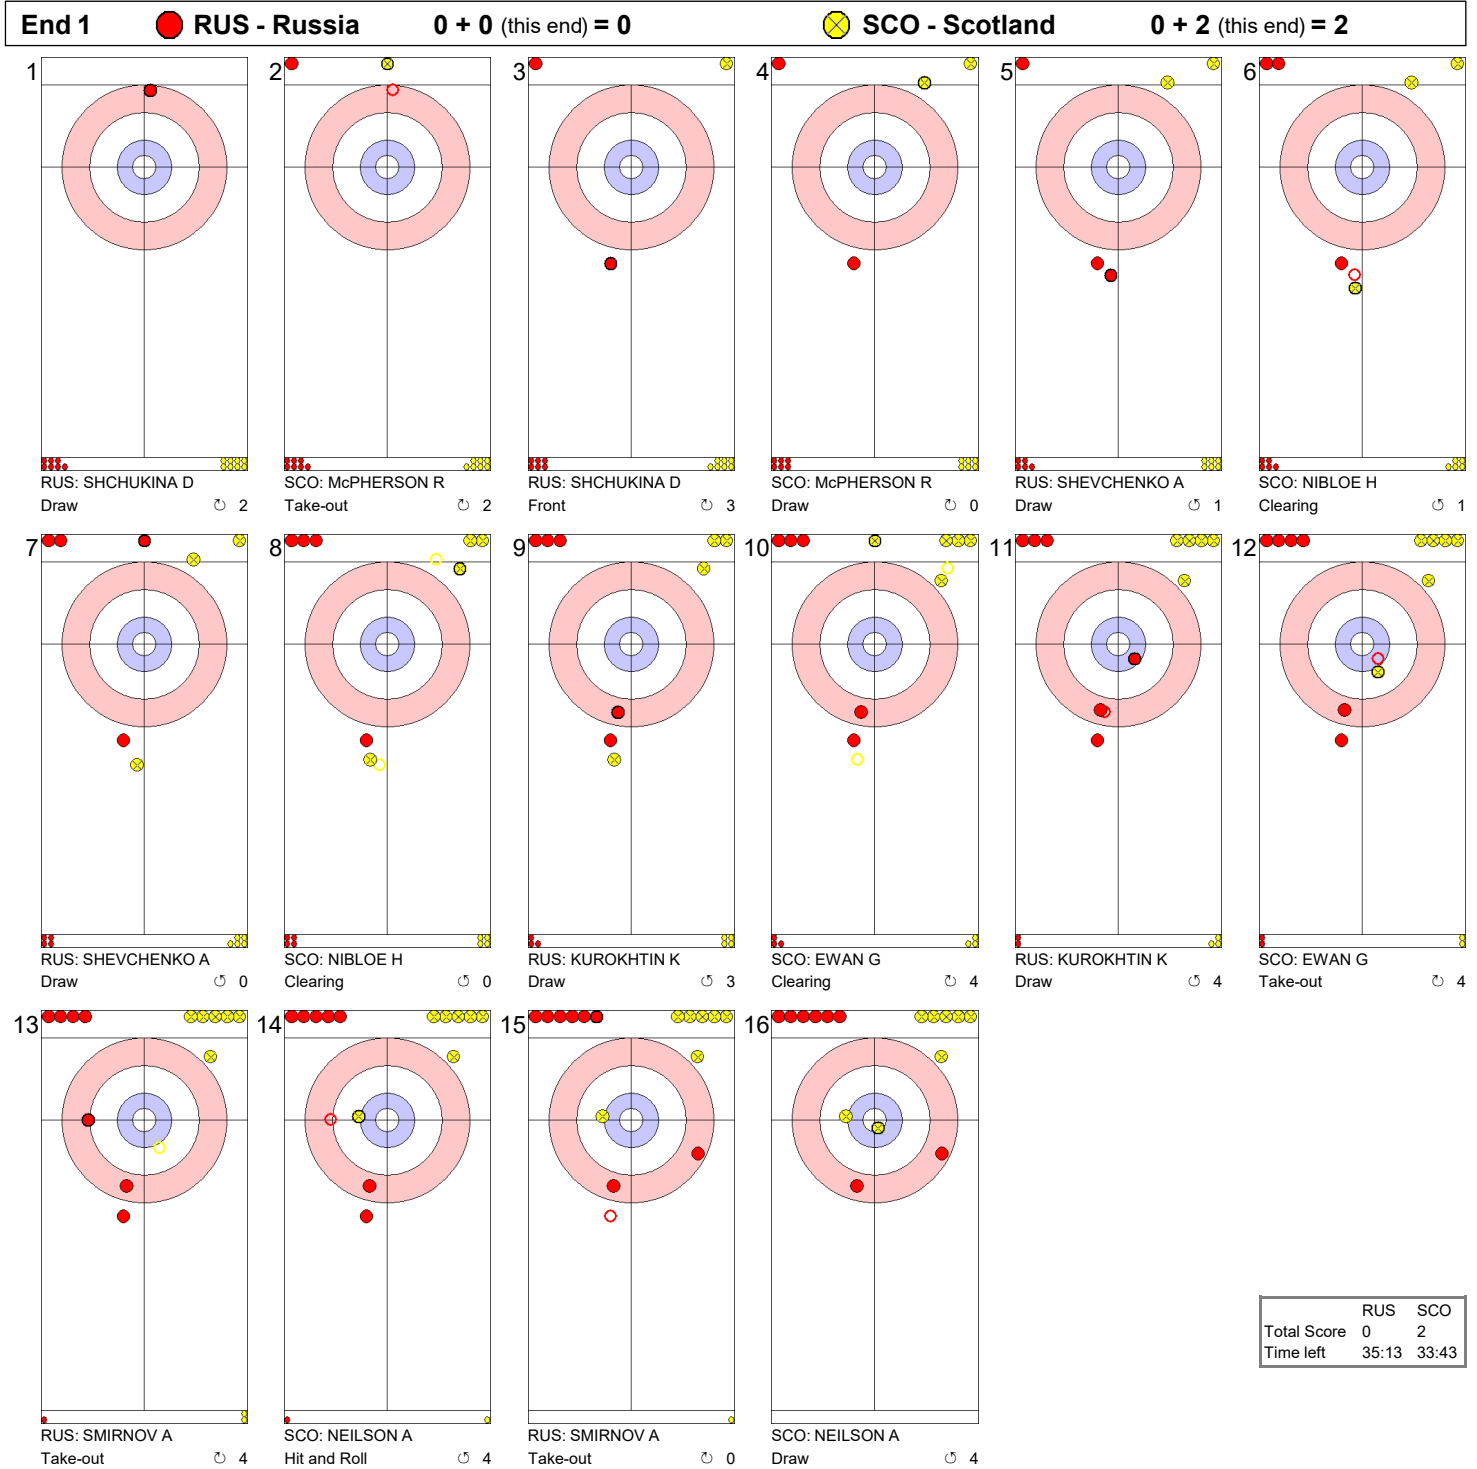 End 1 RUS - Russia 0 + 0 (this end) = 0 SCO - Scotland 0 + 2 (this end) = 2
1 2 3 4 5 6
RUS: SHCHUKINA D SCO: McPHERSON R RUS: SHCHUKINA D SCO: McPHERSON R RUS: SHEVCHENKO A SCO: NIBLOE H
Draw ↻ 2 Take-out ↻ 2 Front ↻ 3 Draw ↻ 0 Draw ↺ 1 Clearing ↺ 1
7 8 9 10 11 12
RUS: SHEVCHENKO A SCO: NIBLOE H RUS: KUROKHTIN K SCO: EWAN G RUS: KUROKHTIN K SCO: EWAN G
Draw ↺ 0 Clearing ↺ 0 Draw ↺ 3 Clearing ↺ 4 Draw ↺ 4 Take-out ↺ 4
13 14 15 16
RUS SCO
Total Score 0 2
Time left 35:13 33:43
RUS: SMIRNOV A SCO: NEILSON A RUS: SMIRNOV A SCO: NEILSON A
Take-out ↻ 4 Hit and Roll ↺ 4 Take-out ↻ 0 Draw ↺ 4